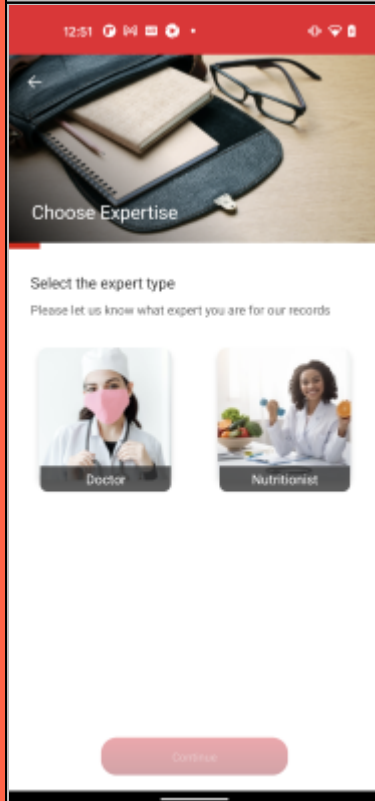 12:51
Choose Expertise
Select the expert type
Please let us know what expert you are for our records
Doctor
Nutritionist
Continue